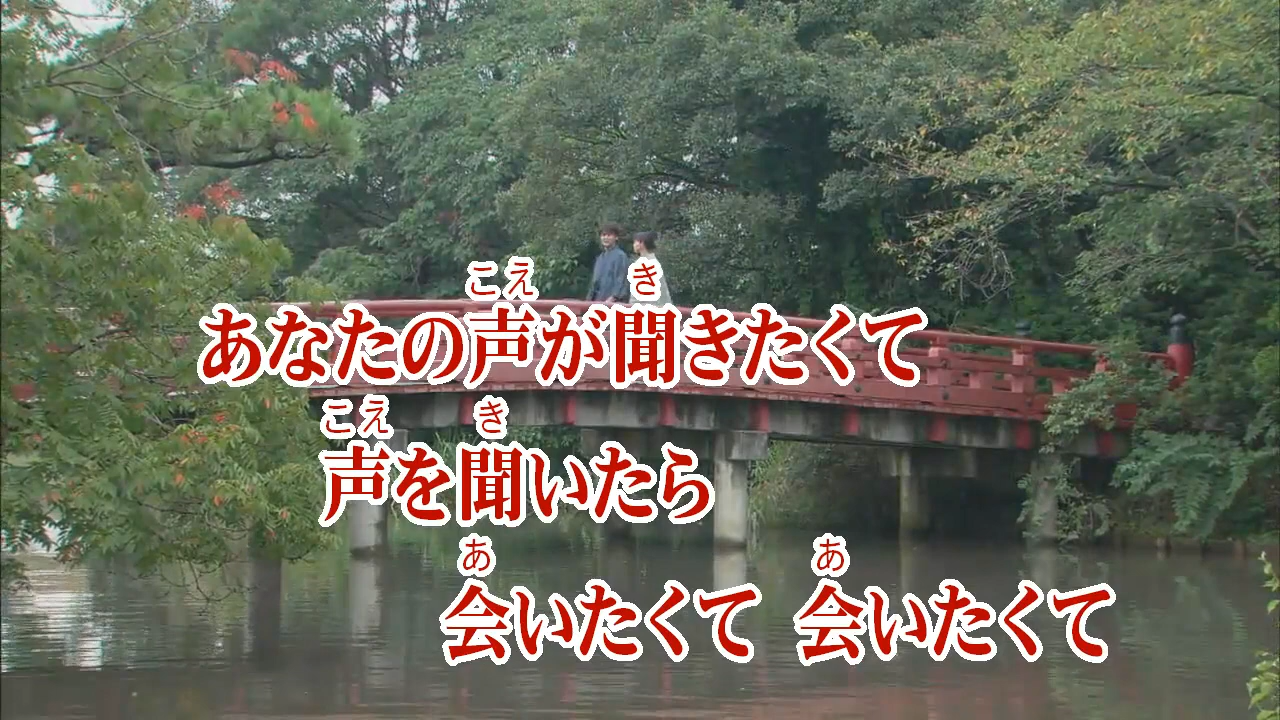 こえ き
あなたの声が聞きたくて
こえ き
声を聞いたら
あ あ
会いたくて 会いたくて